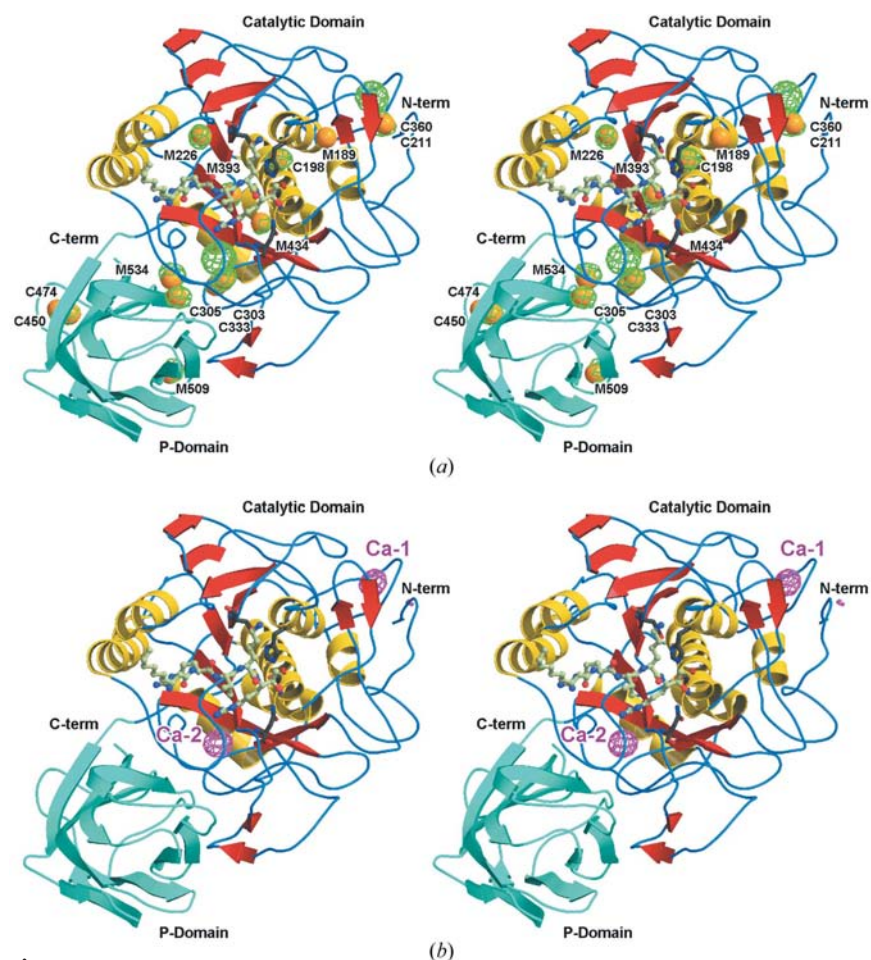 Catalytic Domain Catalytic Domain
N-term N-term
C360 C360
C211 C211
M226 M189 M226 M189
M393 C198 M393 C198
C-term C-term
M434 M434
M534 M534
C474 C474
C305 C303 C305 C303
C450 C333 C450 C333
M509 M509
P-Domain P-Domain
(a)
Catalytic Domain Catalytic Domain
Ca-1 Ca-1
N-term N-term
C-term C-term
Ca-2 Ca-2
P-Domain P-Domain
(b)